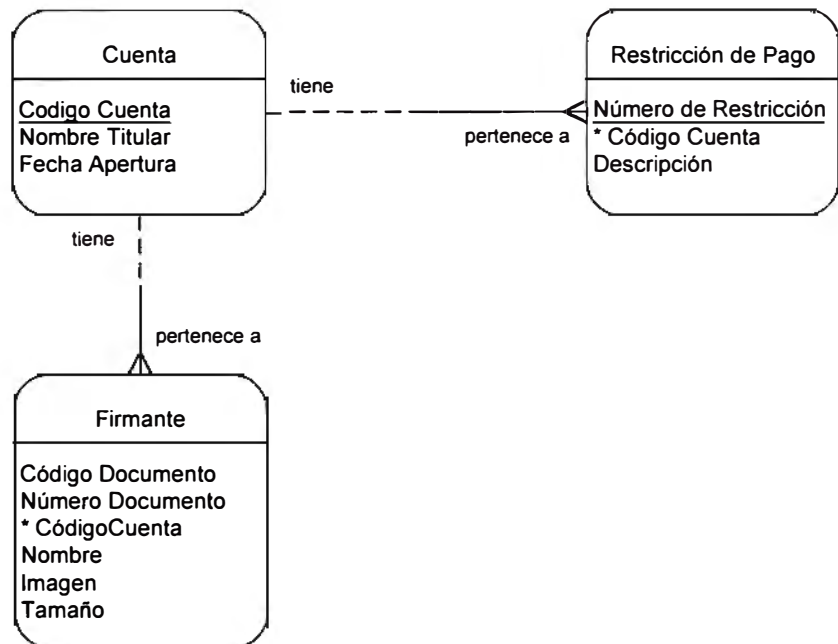 Cuenta
Codigo Cuenta
Nombre Titular
Fecha Apertura
tiene
pertenece a
Restricción de Pago
Número de Restricción
* Código Cuenta
Descripción
tiene
pertenece a
Firmante
Código Documento
Número Documento
* CódigoCuenta
Nombre
Imagen
Tamaño